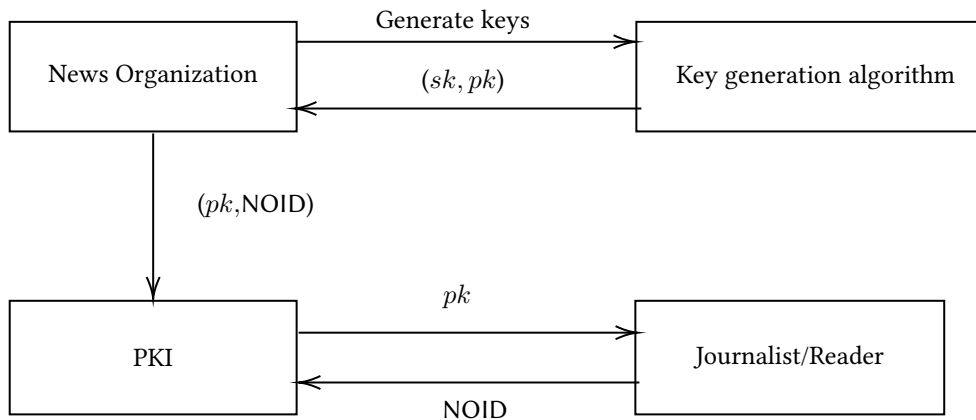 Generate keys
News Organization
Key generation algorithm
(sk, pk)
(pk,NOID)
pk
PKI
Journalist/Reader
NOID